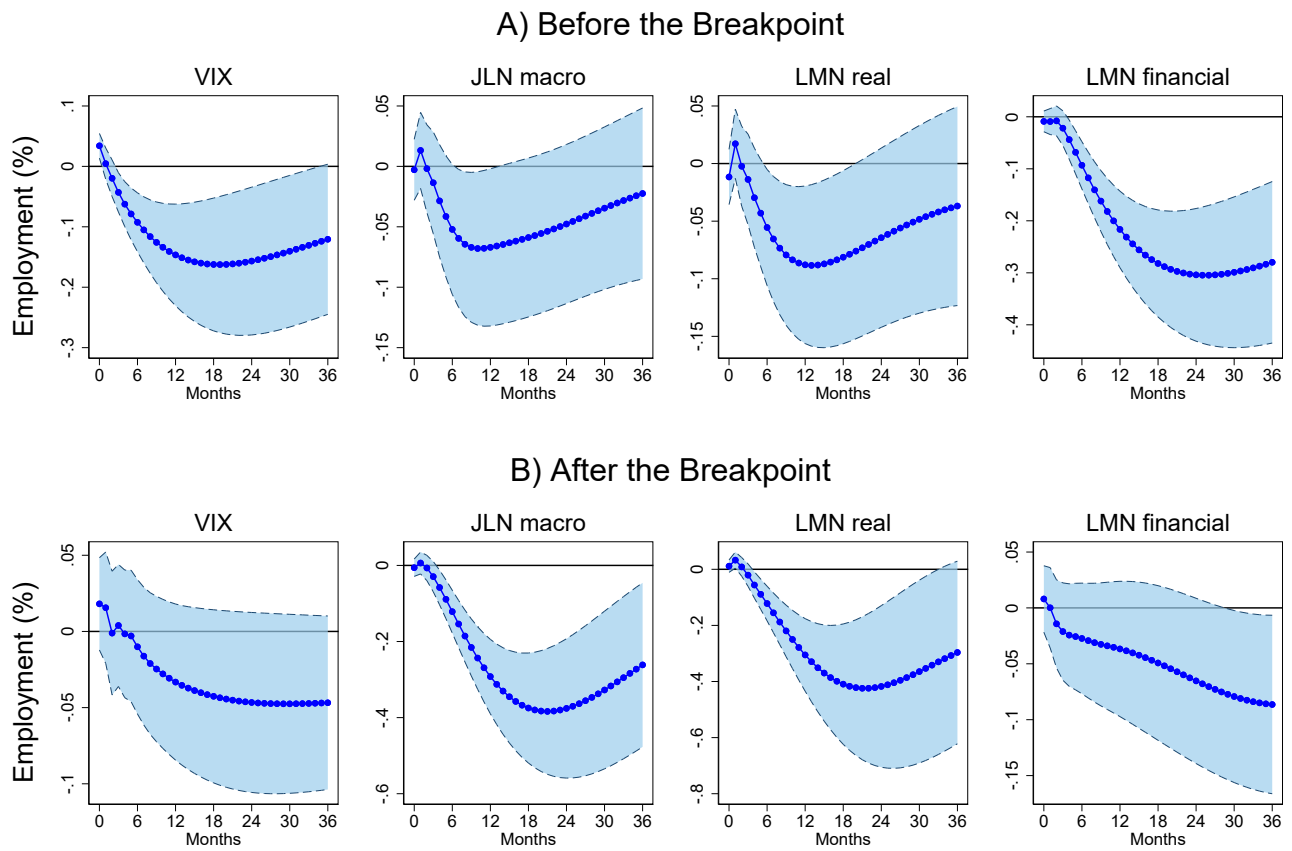 A) Before the Breakpoint
VIX
JLN macro
LMN real
LMN financial
Employment (%)
.1
0
-.1
-.2
-.3
0 6 12 18 24 30 36
Months
.05
0
-.05
-.1
-.15
0 6 12 18 24 30 36
Months
.05
0
-.05
-.1
-.15
0 6 12 18 24 30 36
Months
0
-.1
-.2
-.3
-.4
0 6 12 18 24 30 36
Months
B) After the Breakpoint
VIX
JLN macro
LMN real
LMN financial
Employment (%)
.05
0
-.05
-.1
0 6 12 18 24 30 36
Months
0
-.2
-.4
-.6
0 6 12 18 24 30 36
Months
0
-.2
-.4
-.6
-.8
0 6 12 18 24 30 36
Months
.05
0
-.05
-.1
-.15
0 6 12 18 24 30 36
Months